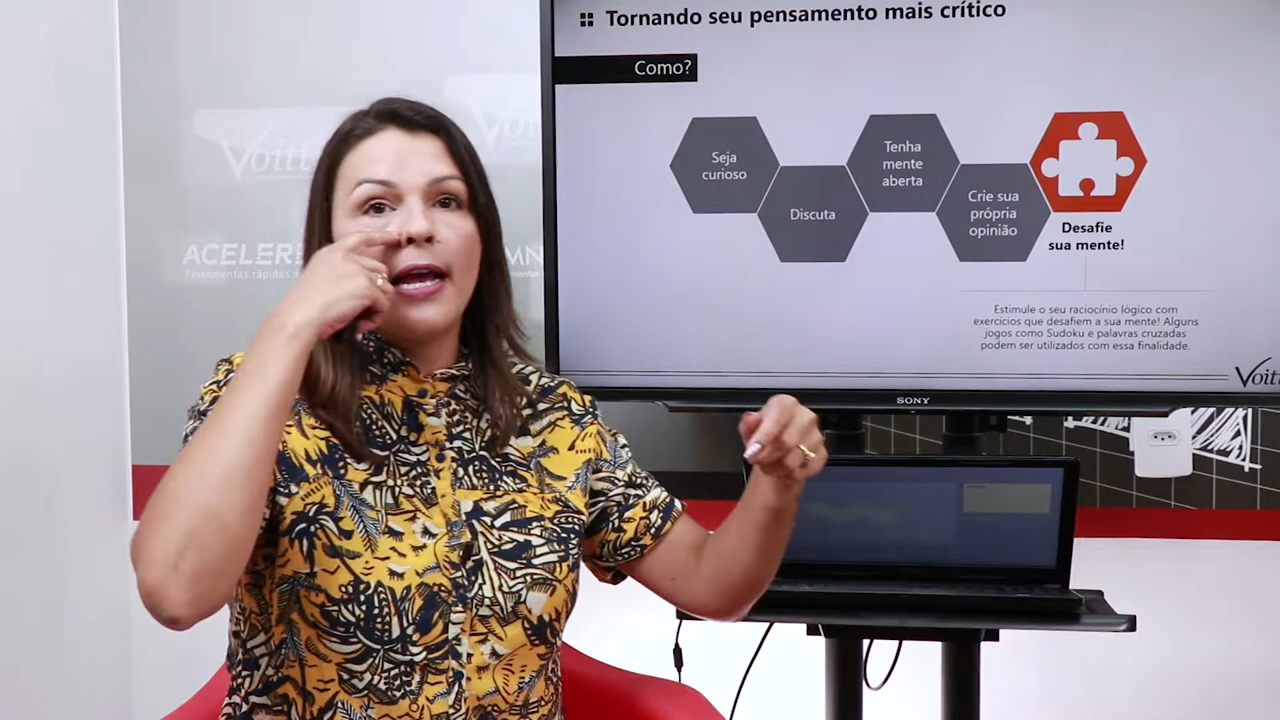 Tornando seu pensamento mais crítico
Como?
Seja
curioso
Discuta
Tenha
mente
aberta
Crie sua
própria
opinião
Desafie
sua mente!
Estimule o seu raciocínio lógico com
exercícios que desafiem a sua mente! Alguns
jogos como Sudoku e palavras cruzadas
podem ser utilizados com essa finalidade.
SONY
Ferramentas rápidas